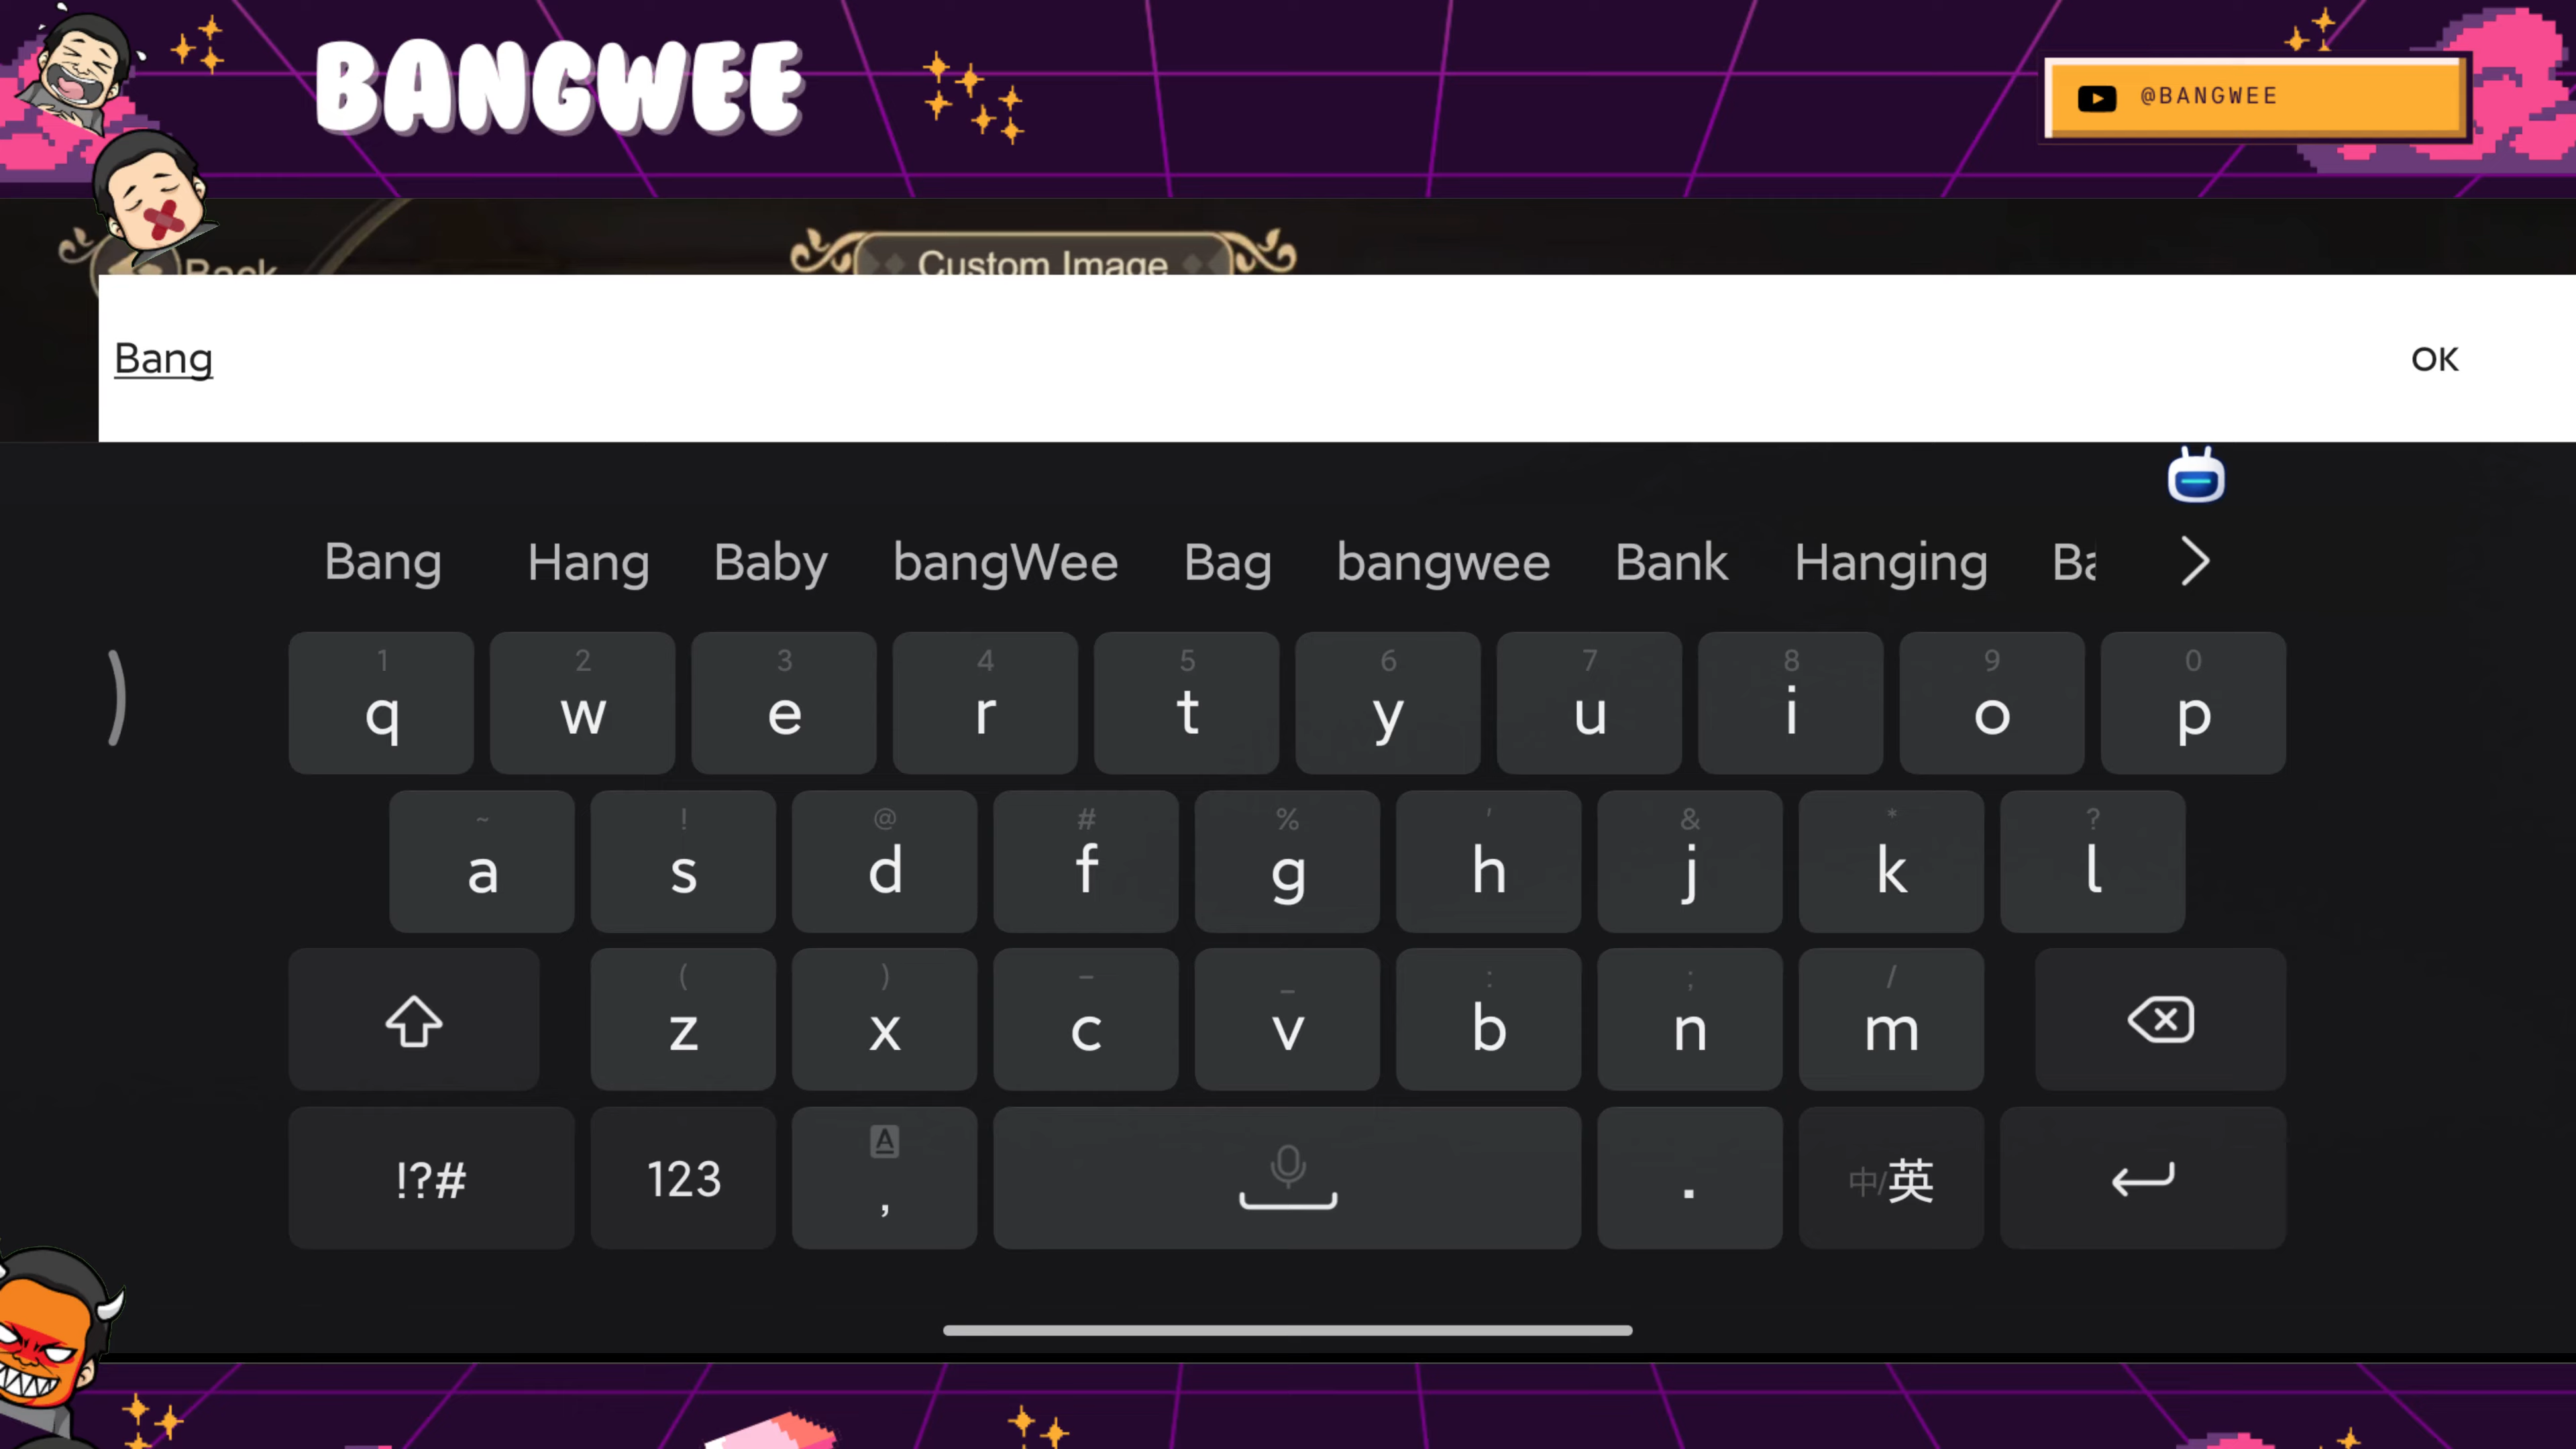 BANGWEE
@BANGWEE
Back
Custom Image
Bang
OK
Bang Hang Baby bangWee Bag bangwee Bank Hanging
1 2 3 4 5 6 7 8 9 0
q w e r t y u i o p
~ ! @ # % ' & * ?
a s d f g h j k l
( ) – _ : ; /
z x c v b n m
A
!?# 123 , . 中/英